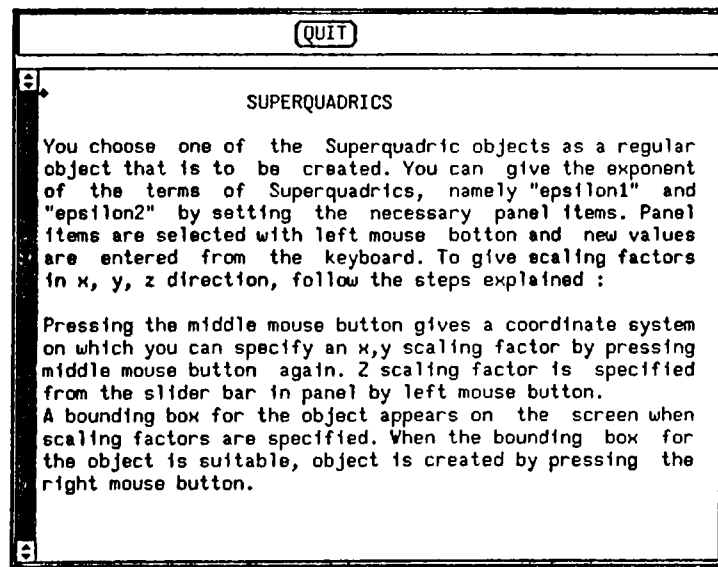 QUIT
SUPERQUADRICS
You choose one of the Superquadric objects as a regular
object that is to be created. You can give the exponent
of the terms of Superquadrics, namely "epsilon1" and
"epsilon2" by setting the necessary panel items. Panel
items are selected with left mouse botton and new values
are entered from the keyboard. To give scaling factors
in x, y, z direction, follow the steps explained :
Pressing the middle mouse button gives a coordinate system
on which you can specify an x,y scaling factor by pressing
middle mouse button again. Z scaling factor is specified
from the slider bar in panel by left mouse button.
A bounding box for the object appears on the screen when
scaling factors are specified. When the bounding box for
the object is suitable, object is created by pressing the
right mouse button.